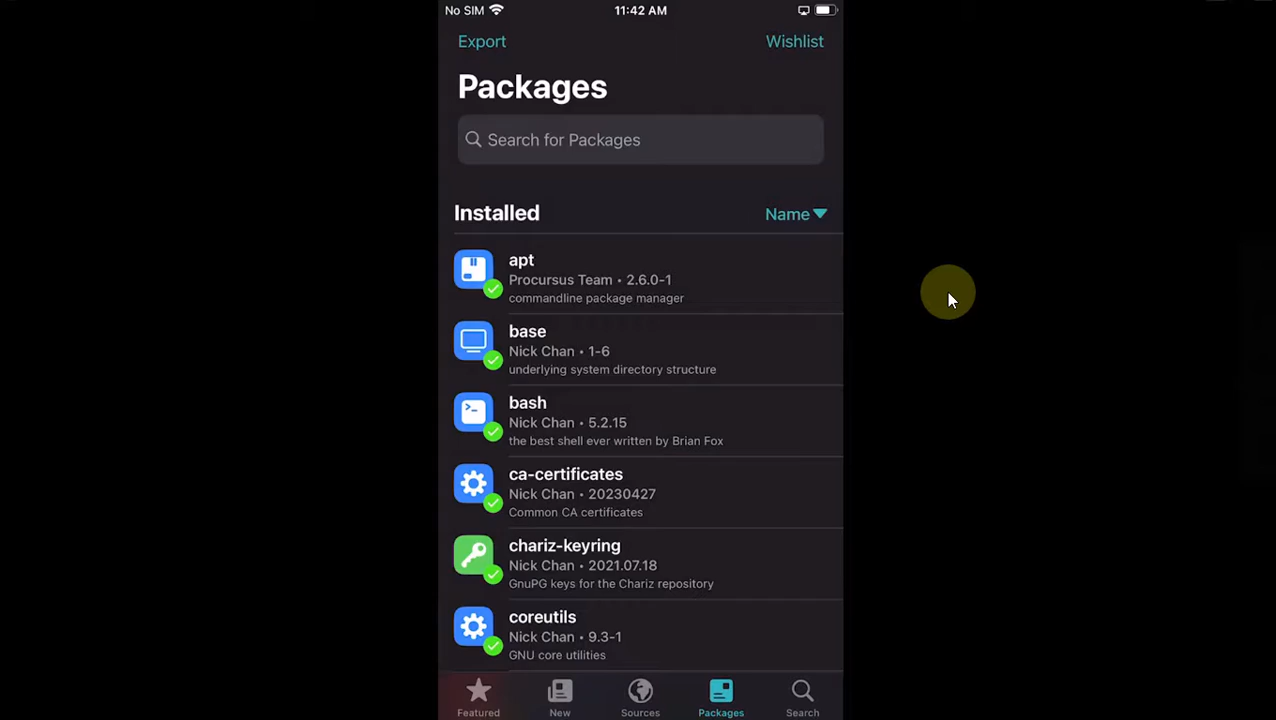 No SIM 11:42 AM
Export Wishlist
Packages
Search for Packages
Installed Name
apt
Procursus Team • 2.6.0-1
commandline package manager
base
Nick Chan • 1-6
underlying system directory structure
bash
Nick Chan • 5.2.15
the best shell ever written by Brian Fox
ca-certificates
Nick Chan • 20230427
Common CA certificates
chariz-keyring
Nick Chan • 2021.07.18
GnuPG keys for the Chariz repository
coreutils
Nick Chan • 9.3-1
GNU core utilities
Featured New Sources Packages Search